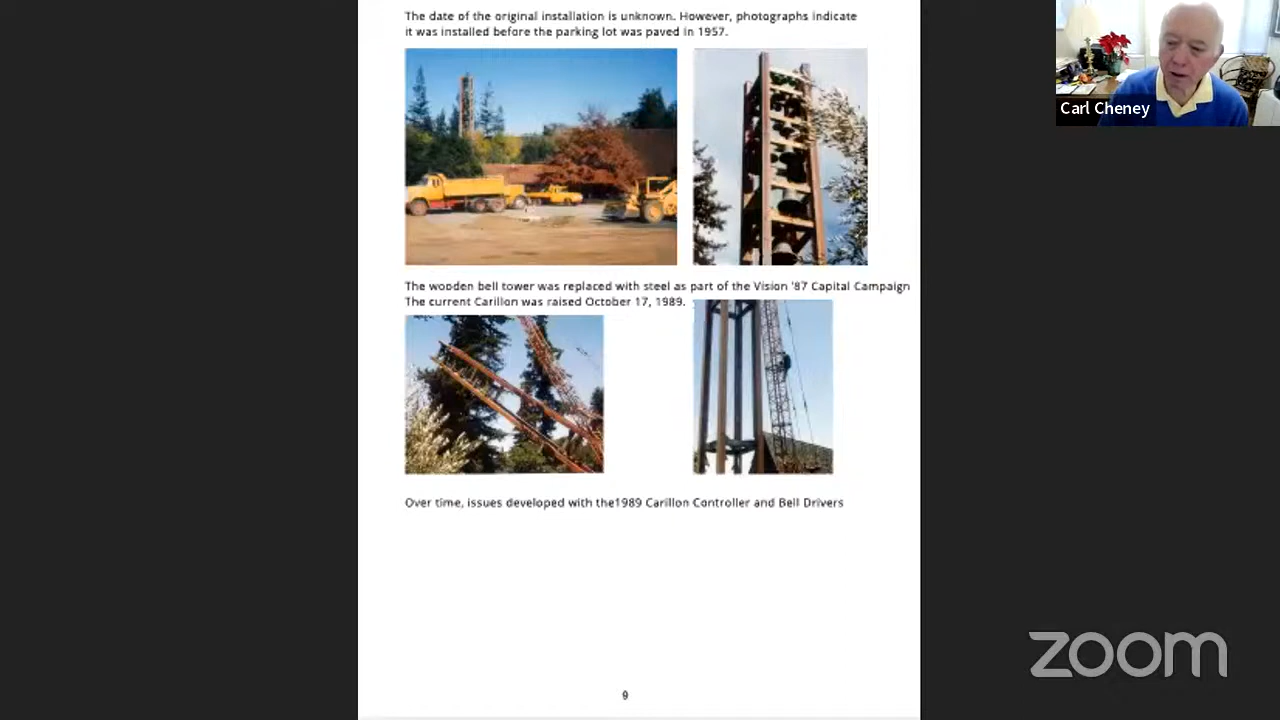 The date of the original installation is unknown. However, photographs indicate
it was installed before the parking lot was paved in 1957.
Carl Cheney
The wooden bell tower was replaced with steel as part of the Vision '87 Capital Campaign
The current Carillon was raised October 17, 1989.
Over time, issues developed with the1989 Carillon Controller and Bell Drivers
zoom
9